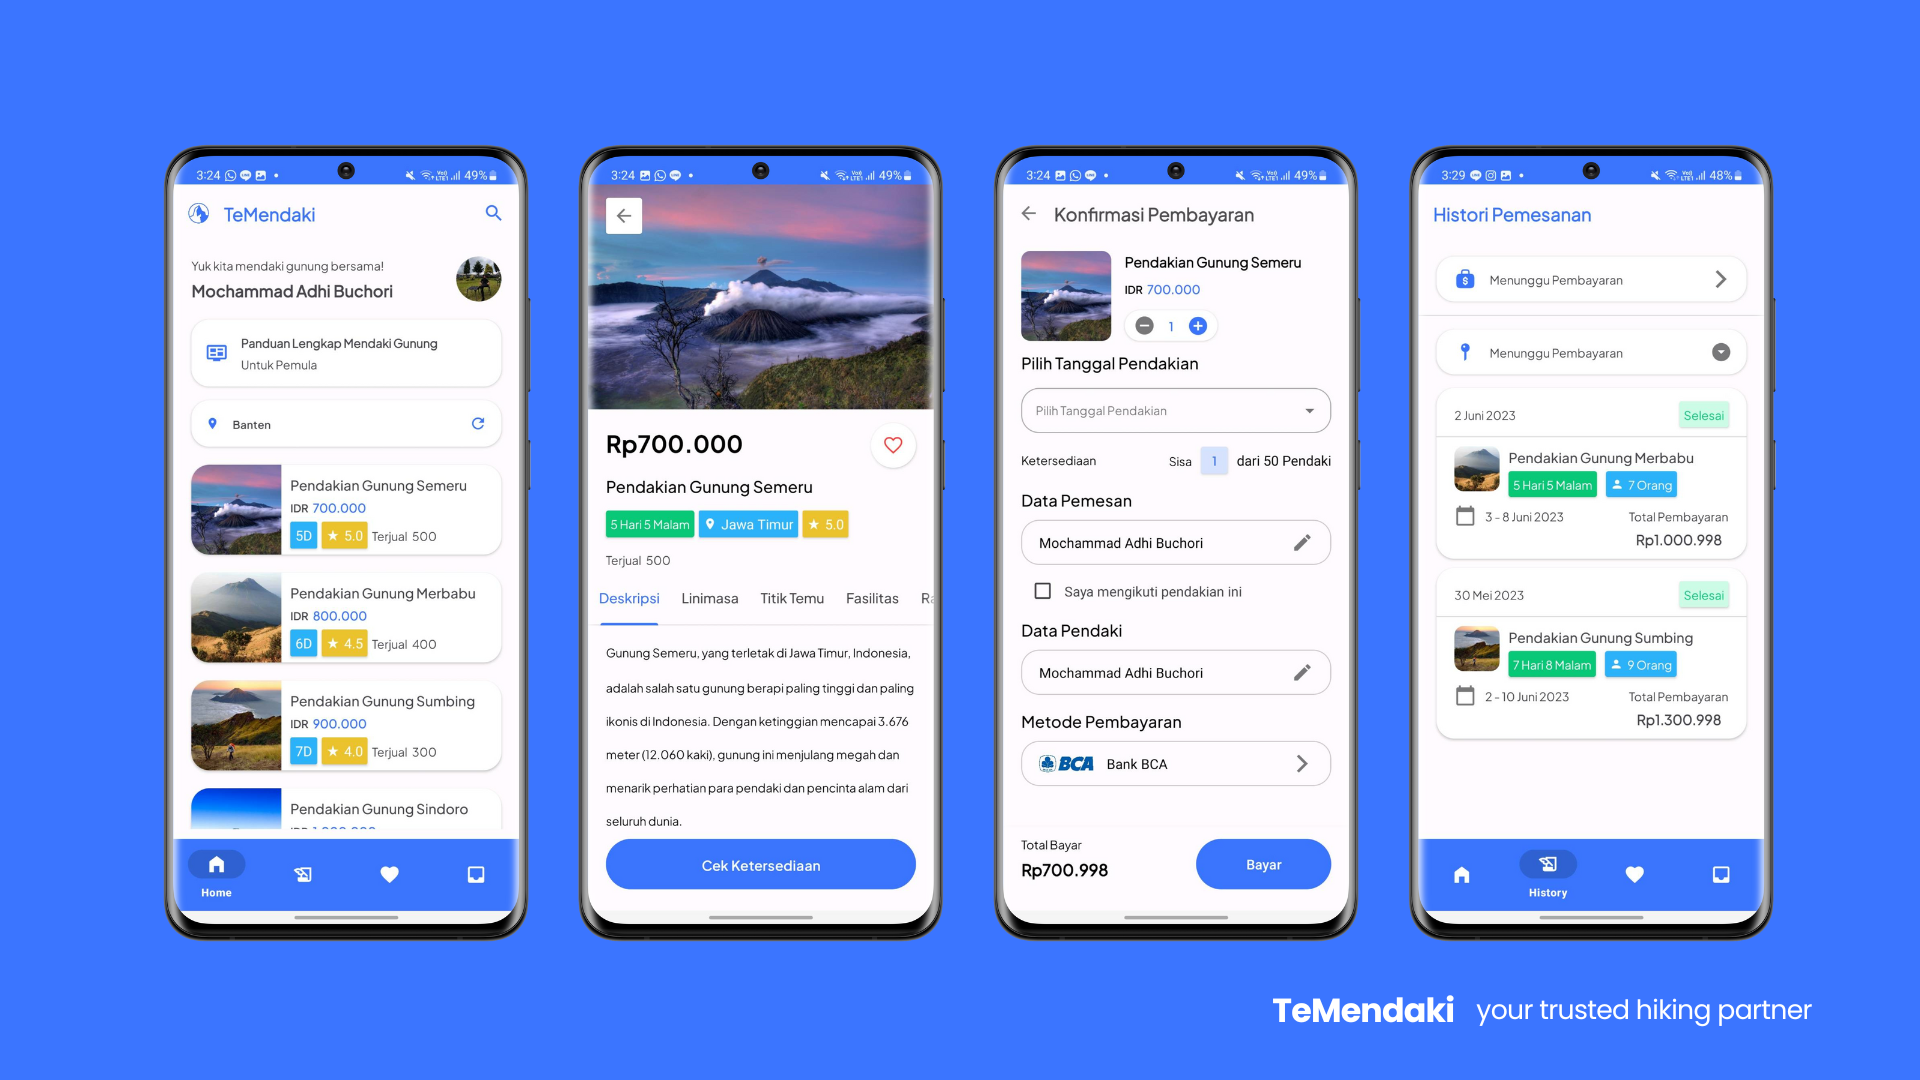 3:24
49%
TeMendaki
Yuk kita mendaki gunung bersama!
Mochammad Adhi Buchori
Panduan Lengkap Mendaki Gunung
Untuk Pemula
Banten
Pendakian Gunung Semeru
IDR 700.000
5D ★ 5.0 Terjual 500
Pendakian Gunung Merbabu
IDR 800.000
6D ★ 4.5 Terjual 400
Pendakian Gunung Sumbing
IDR 900.000
7D ★ 4.0 Terjual 300
Pendakian Gunung Sindoro
Home
3:24
49%
Rp700.000
Pendakian Gunung Semeru
5 Hari 5 Malam Jawa Timur ★ 5.0
Terjual 500
Deskripsi Linimasa Titik Temu Fasilitas
Gunung Semeru, yang terletak di Jawa Timur, Indonesia,
adalah salah satu gunung berapi paling tinggi dan paling
ikonis di Indonesia. Dengan ketinggian mencapai 3.676
meter (12.060 kaki), gunung ini menjulang megah dan
menarik perhatian para pendaki dan pencinta alam dari
seluruh dunia.
Cek Ketersediaan
3:24
49%
Konfirmasi Pembayaran
Pendakian Gunung Semeru
IDR 700.000
1
Pilih Tanggal Pendakian
Pilih Tanggal Pendakian
Ketersediaan Sisa 1 dari 50 Pendaki
Data Pemesan
Mochammad Adhi Buchori
Saya mengikuti pendakian ini
Data Pendaki
Mochammad Adhi Buchori
Metode Pembayaran
BCA Bank BCA
Total Bayar
Rp700.998
Bayar
3:29
48%
Histori Pemesanan
Menunggu Pembayaran
Menunggu Pembayaran
2 Juni 2023 Selesai
Pendakian Gunung Merbabu
5 Hari 5 Malam 7 Orang
3 - 8 Juni 2023 Total Pembayaran
Rp1.000.998
30 Mei 2023 Selesai
Pendakian Gunung Sumbing
7 Hari 8 Malam 9 Orang
2 - 10 Juni 2023 Total Pembayaran
Rp1.300.998
History
TeMendaki your trusted hiking partner